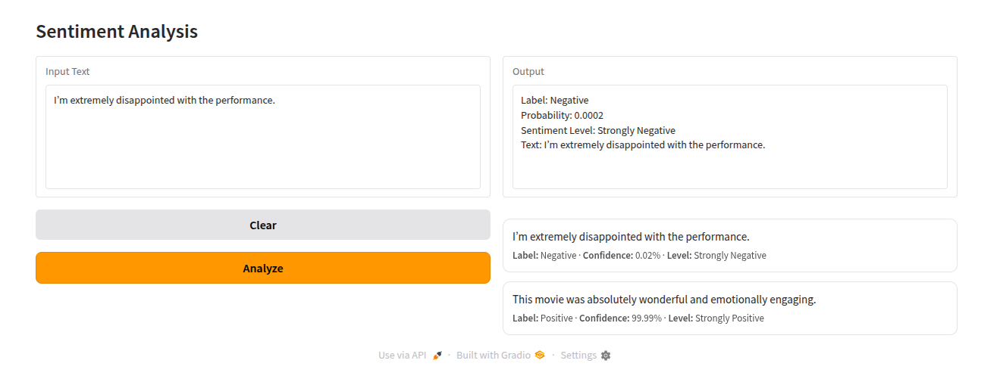 Sentiment Analysis
Input Text
I’m extremely disappointed with the performance.
Output
Label: Negative
Probability: 0.0002
Sentiment Level: Strongly Negative
Text: I’m extremely disappointed with the performance.
Clear
Analyze
I’m extremely disappointed with the performance.
Label: Negative · Confidence: 0.02% · Level: Strongly Negative
This movie was absolutely wonderful and emotionally engaging.
Label: Positive · Confidence: 99.99% · Level: Strongly Positive
Use via API · Built with Gradio · Settings